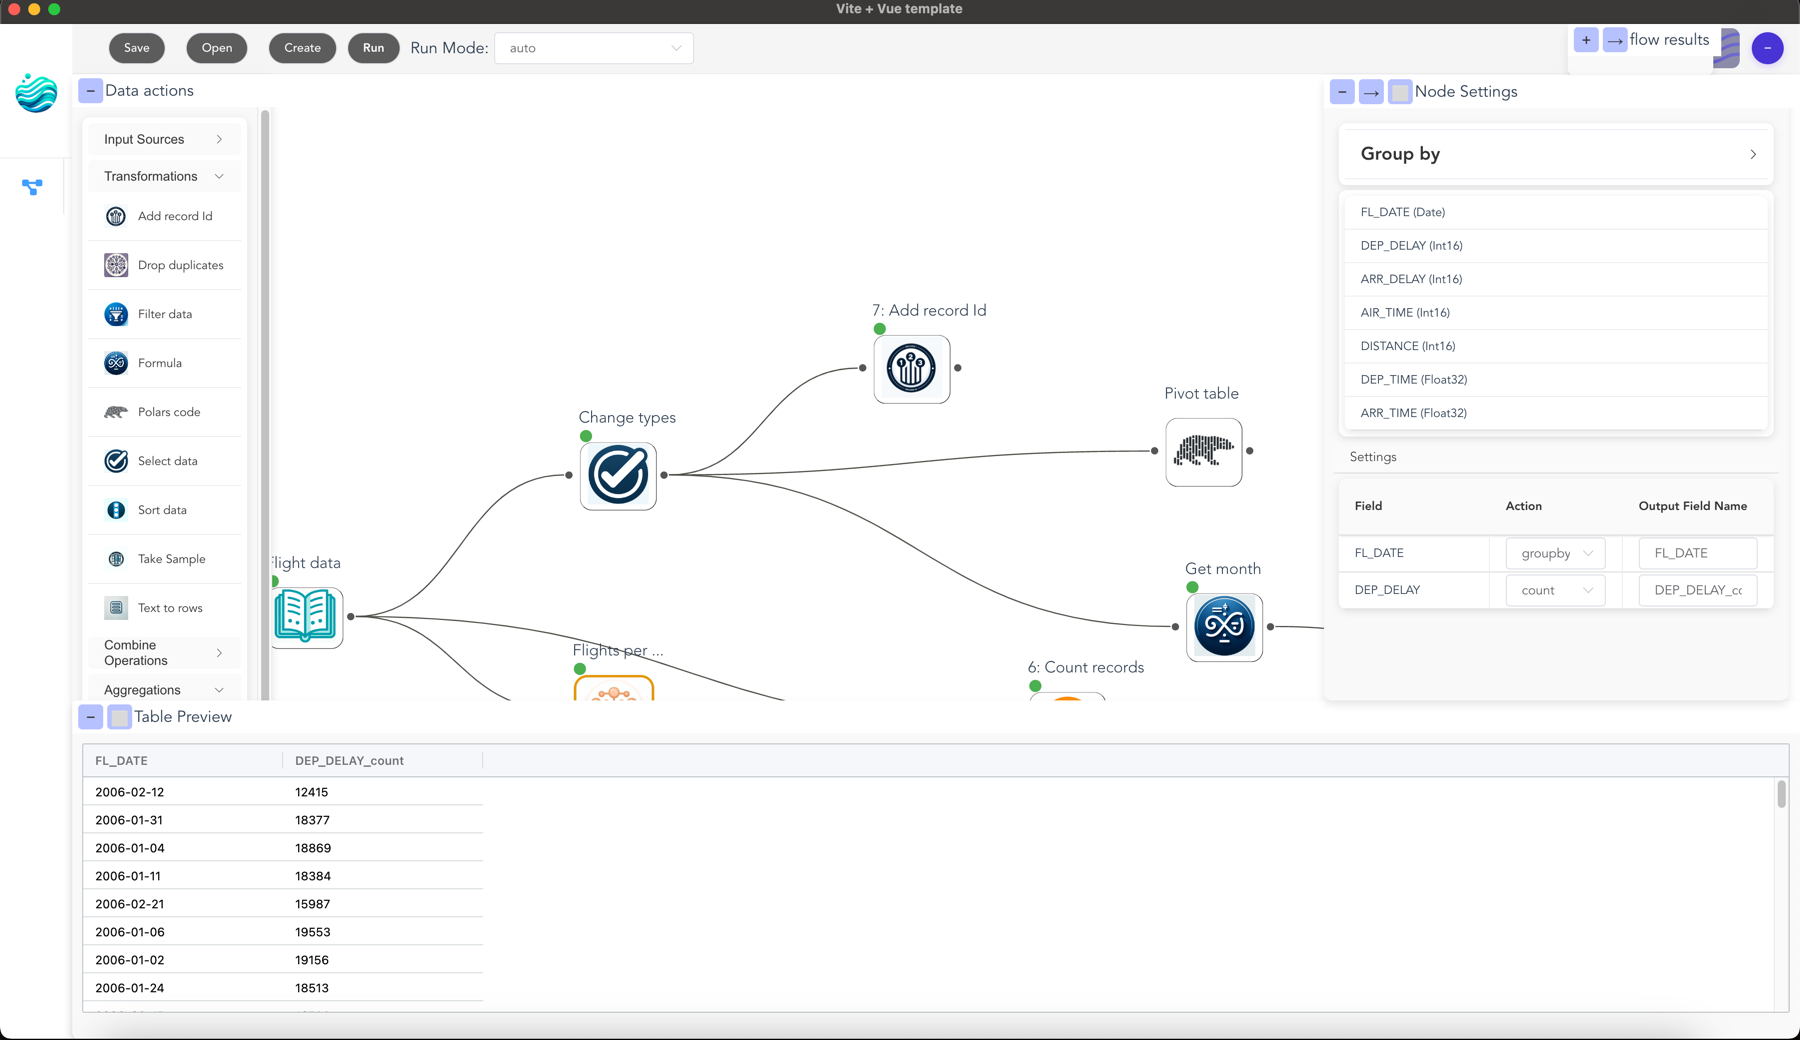 Vite + Vue template
Save
Open
Create
Run
Run Mode:
auto
+
→
flow results
−
−
Data actions
Input Sources
Transformations
Add record Id
Drop duplicates
Filter data
Formula
Polars code
Select data
Sort data
Take Sample
Text to rows
Combine
Operations
Aggregations
7: Add record Id
Pivot table
Change types
Flight data
Get month
Flights per ...
6: Count records
−
→
Node Settings
Group by
FL_DATE (Date)
DEP_DELAY (Int16)
ARR_DELAY (Int16)
AIR_TIME (Int16)
DISTANCE (Int16)
DEP_TIME (Float32)
ARR_TIME (Float32)
Settings
Field Action Output Field Name
FL_DATE groupby FL_DATE
DEP_DELAY count DEP_DELAY_cc
−
Table Preview
FL_DATE DEP_DELAY_count
2006-02-12 12415
2006-01-31 18377
2006-01-04 18869
2006-01-11 18384
2006-02-21 15987
2006-01-06 19553
2006-01-02 19156
2006-01-24 18513